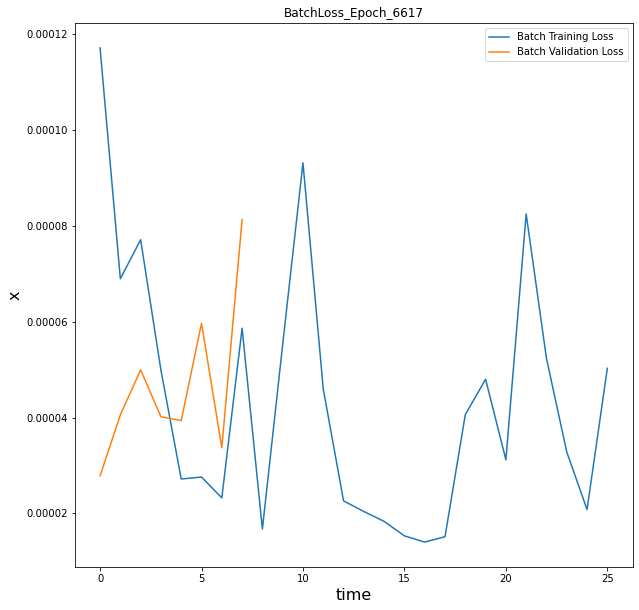 BatchLoss_Epoch_6617
Batch Training Loss
Batch Validation Loss
0.00012
0.00010
0.00008
0.00006
0.00004
0.00002
x
0 5 10 15 20 25
time